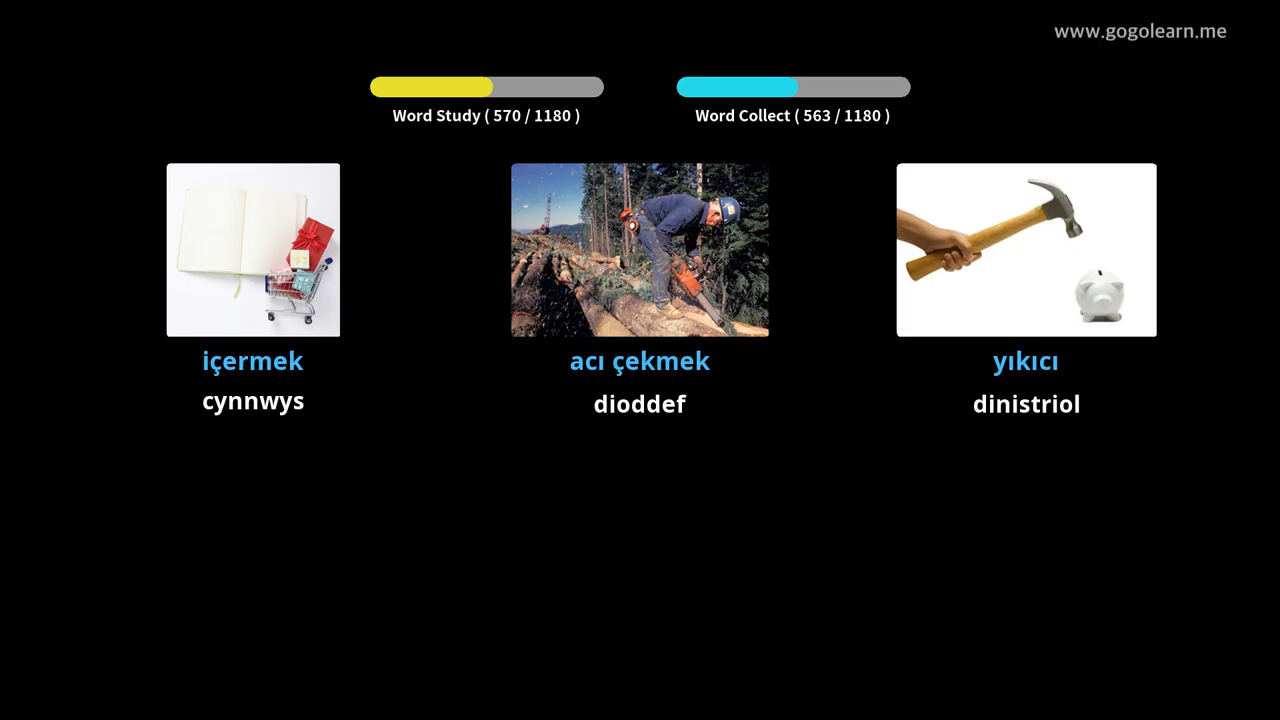 www.gogolearn.me
Word Study ( 570 / 1180 )
Word Collect ( 563 / 1180 )
içermek
acı çekmek
yıkıcı
cynnwys
dioddef
dinistriol